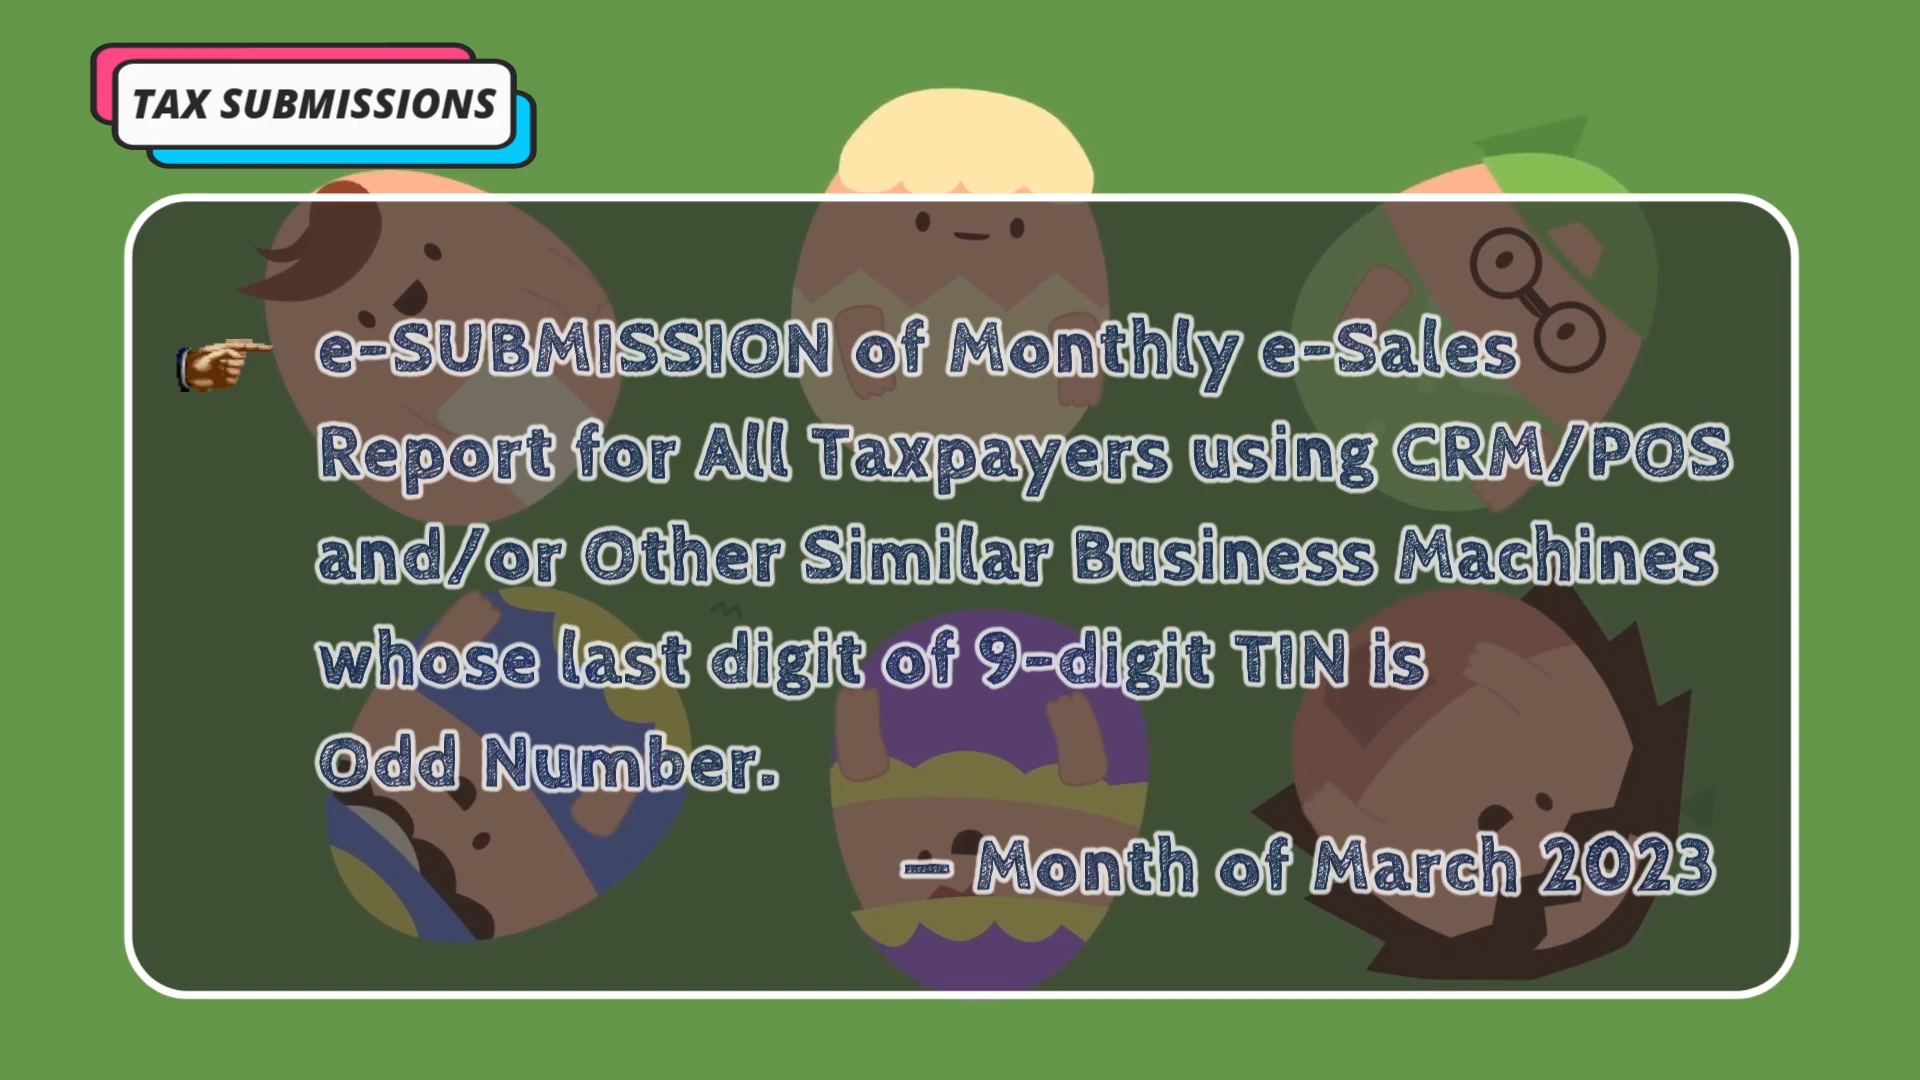 TAX SUBMISSIONS
e-SUBMISSION of Monthly e-Sales
Report for All Taxpayers using CRM/POS
and/or Other Similar Business Machines
whose last digit of 9-digit TIN is
Odd Number.
— Month of March 2023